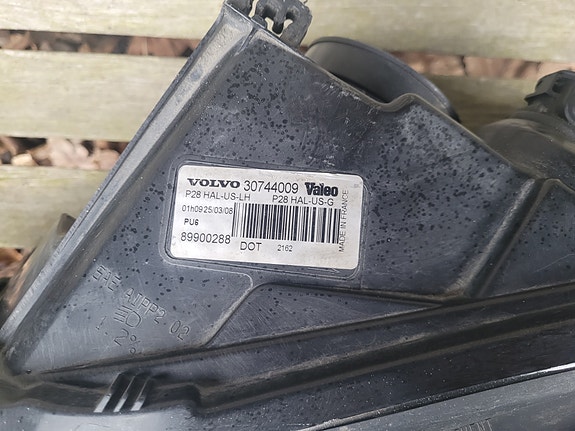 VOLVO 30744009 Valeo
P28 HAL-US-LH P28 HAL-US-G
01h09 25/03/08
PU6
89900288 DOT 2162
MADE IN FRANCE